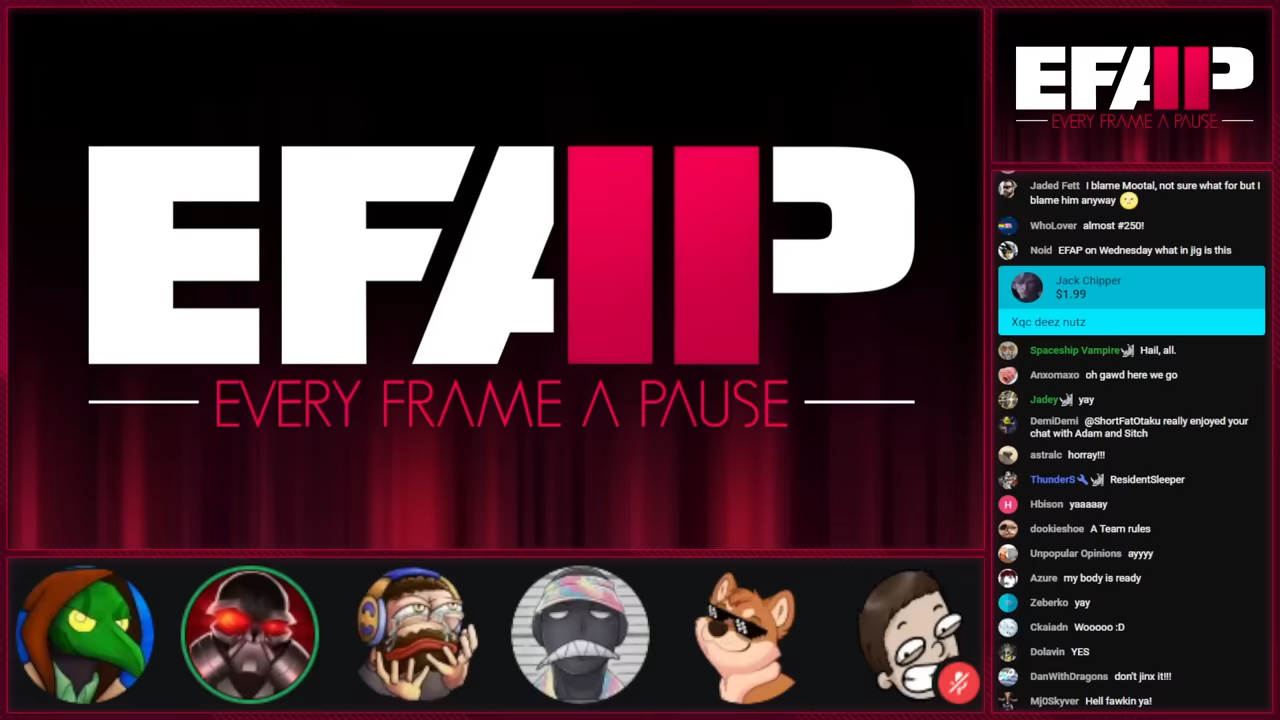 EFAP
EVERY FRAME A PAUSE
EFAP
EVERY FRAME A PAUSE
Jaded Fett I blame Mootal, not sure what for but I
blame him anyway
WhoLover almost #250!
Noid EFAP on Wednesday what in jig is this
Jack Chipper
$1.99
Xqc deez nutz
Spaceship Vampire Hail, all.
Anxomaxo oh gawd here we go
Jadey yay
DemiDemi @ShortFatOtaku really enjoyed your
chat with Adam and Sitch
astralc horray!!!
ThunderS ResidentSleeper
H
Hbison yaaaaay
dookieshoe A Team rules
Unpopular Opinions ayyyy
Azure my body is ready
Zeberko yay
Ckaiadn Wooooo :D
Dolavin YES
DanWithDragons don't jinx it!!!
Mj0Skyver Hell fawkin ya!